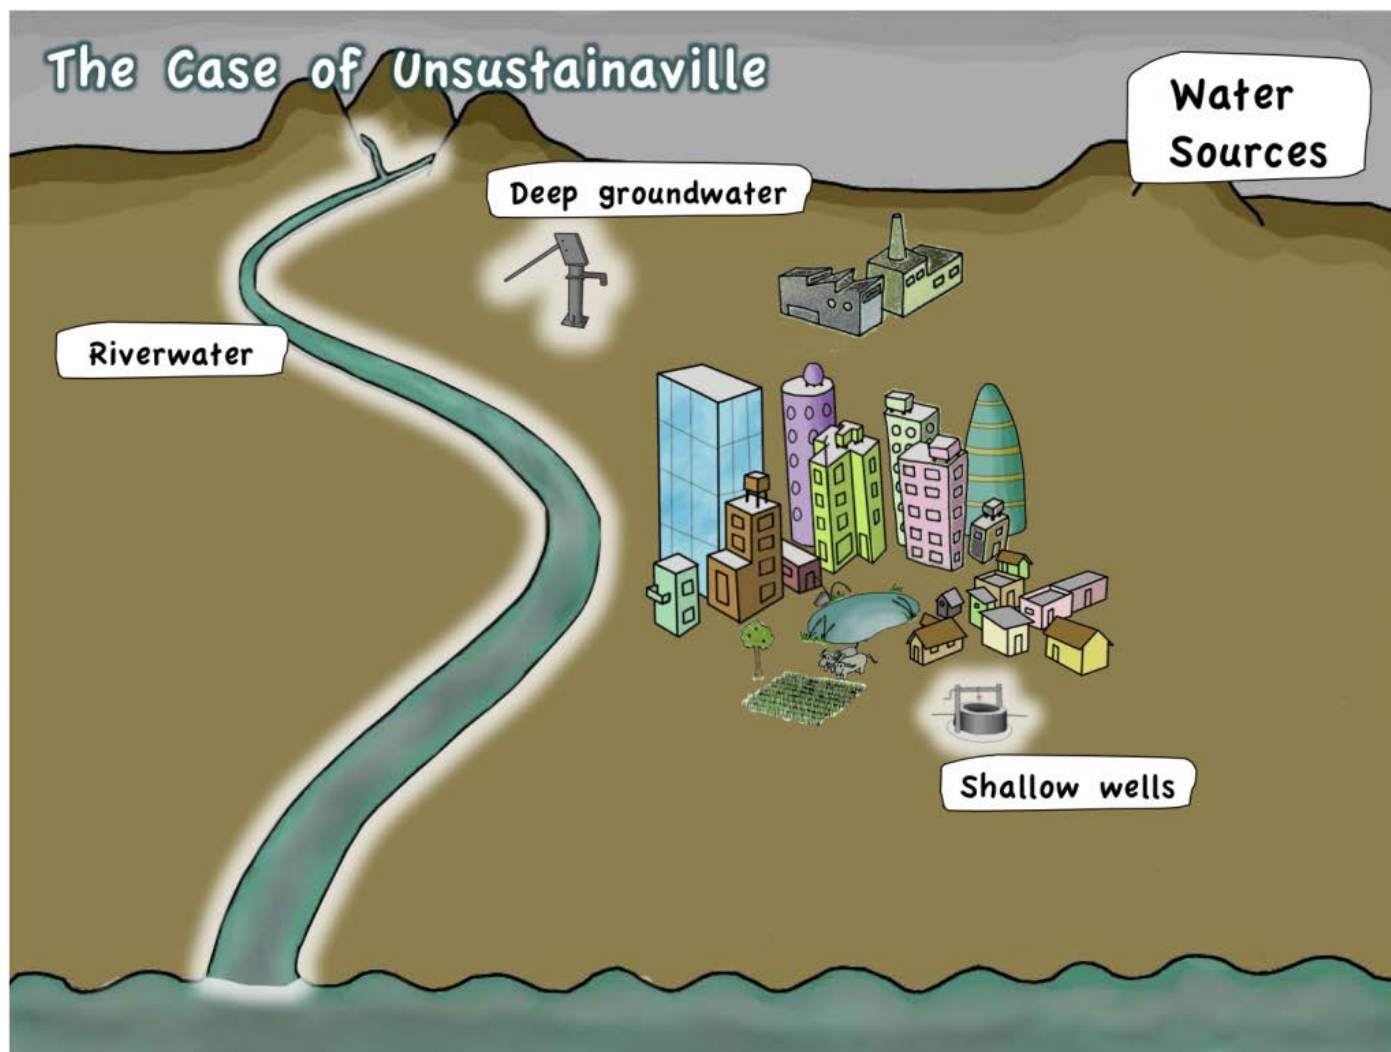 The Case of Unsustainaville
Water
Sources
Deep groundwater
Riverwater
Shallow wells